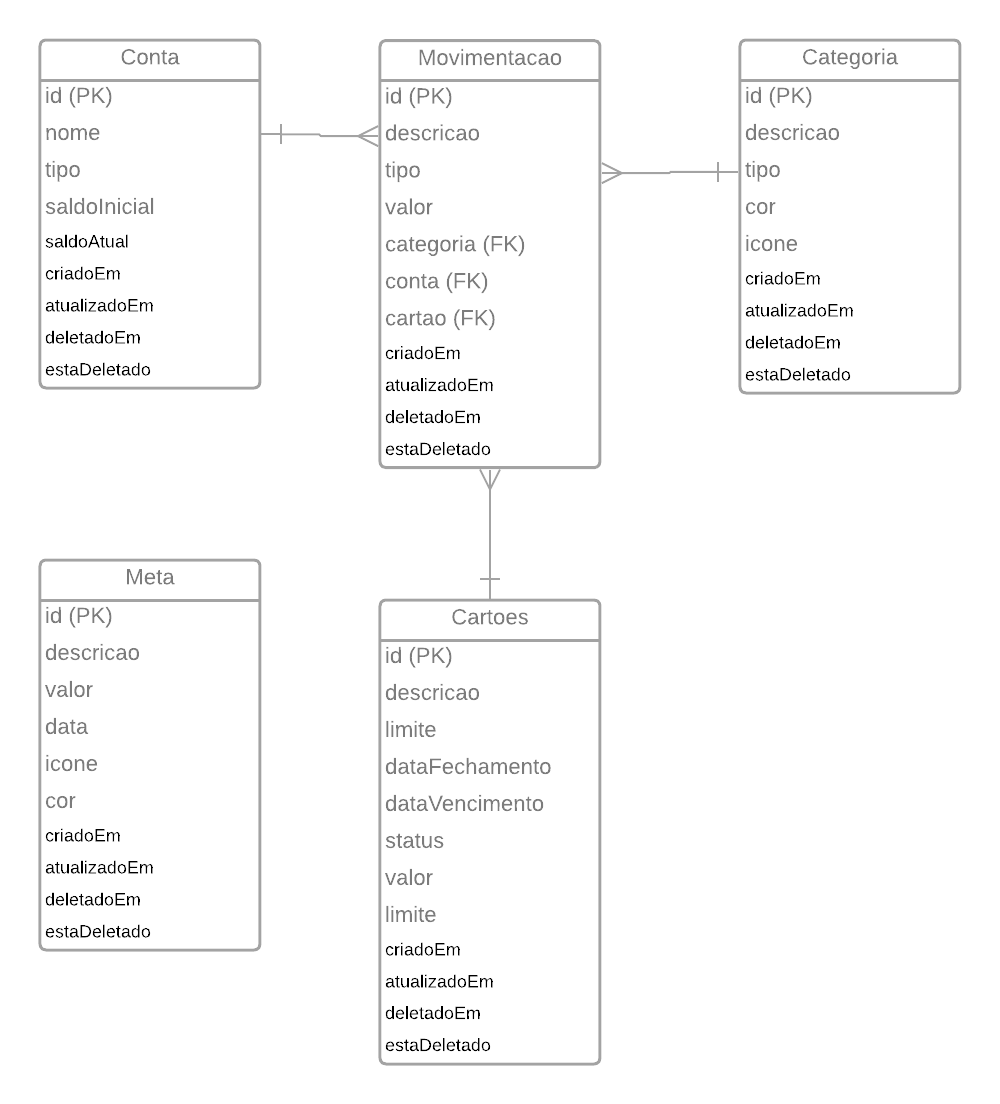 Conta
id (PK)
nome
tipo
saldoInicial
saldoAtual
criadoEm
atualizadoEm
deletadoEm
estaDeletado
Movimentacao
id (PK)
descricao
tipo
valor
categoria (FK)
conta (FK)
cartao (FK)
criadoEm
atualizadoEm
deletadoEm
estaDeletado
Categoria
id (PK)
descricao
tipo
cor
icone
criadoEm
atualizadoEm
deletadoEm
estaDeletado
Meta
id (PK)
descricao
valor
data
icone
cor
criadoEm
atualizadoEm
deletadoEm
estaDeletado
Cartoes
id (PK)
descricao
limite
dataFechamento
dataVencimento
status
valor
limite
criadoEm
atualizadoEm
deletadoEm
estaDeletado